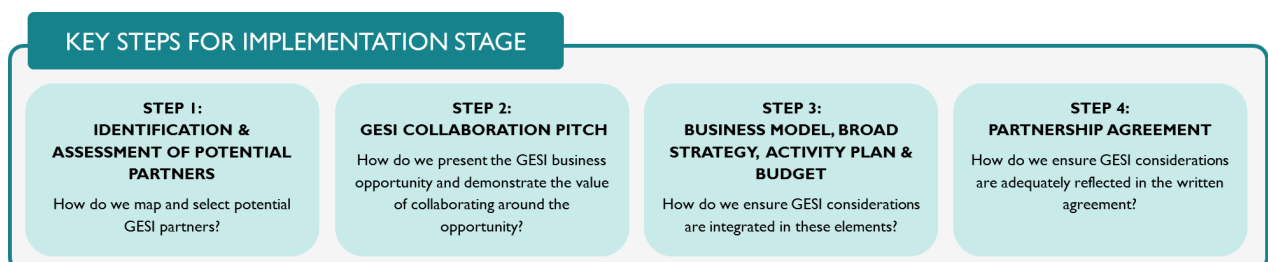 KEY STEPS FOR IMPLEMENTATION STAGE
STEP 1:
IDENTIFICATION &
ASSESSMENT OF POTENTIAL
PARTNERS
How do we map and select potential
GESI partners?
STEP 2:
GESI COLLABORATION PITCH
How do we present the GESI business
opportunity and demonstrate the value
of collaborating around the
opportunity?
STEP 3:
BUSINESS MODEL, BROAD
STRATEGY, ACTIVITY PLAN &
BUDGET
How do we ensure GESI considerations
are integrated in these elements?
STEP 4:
PARTNERSHIP AGREEMENT
How do we ensure GESI considerations
are adequately reflected in the written
agreement?